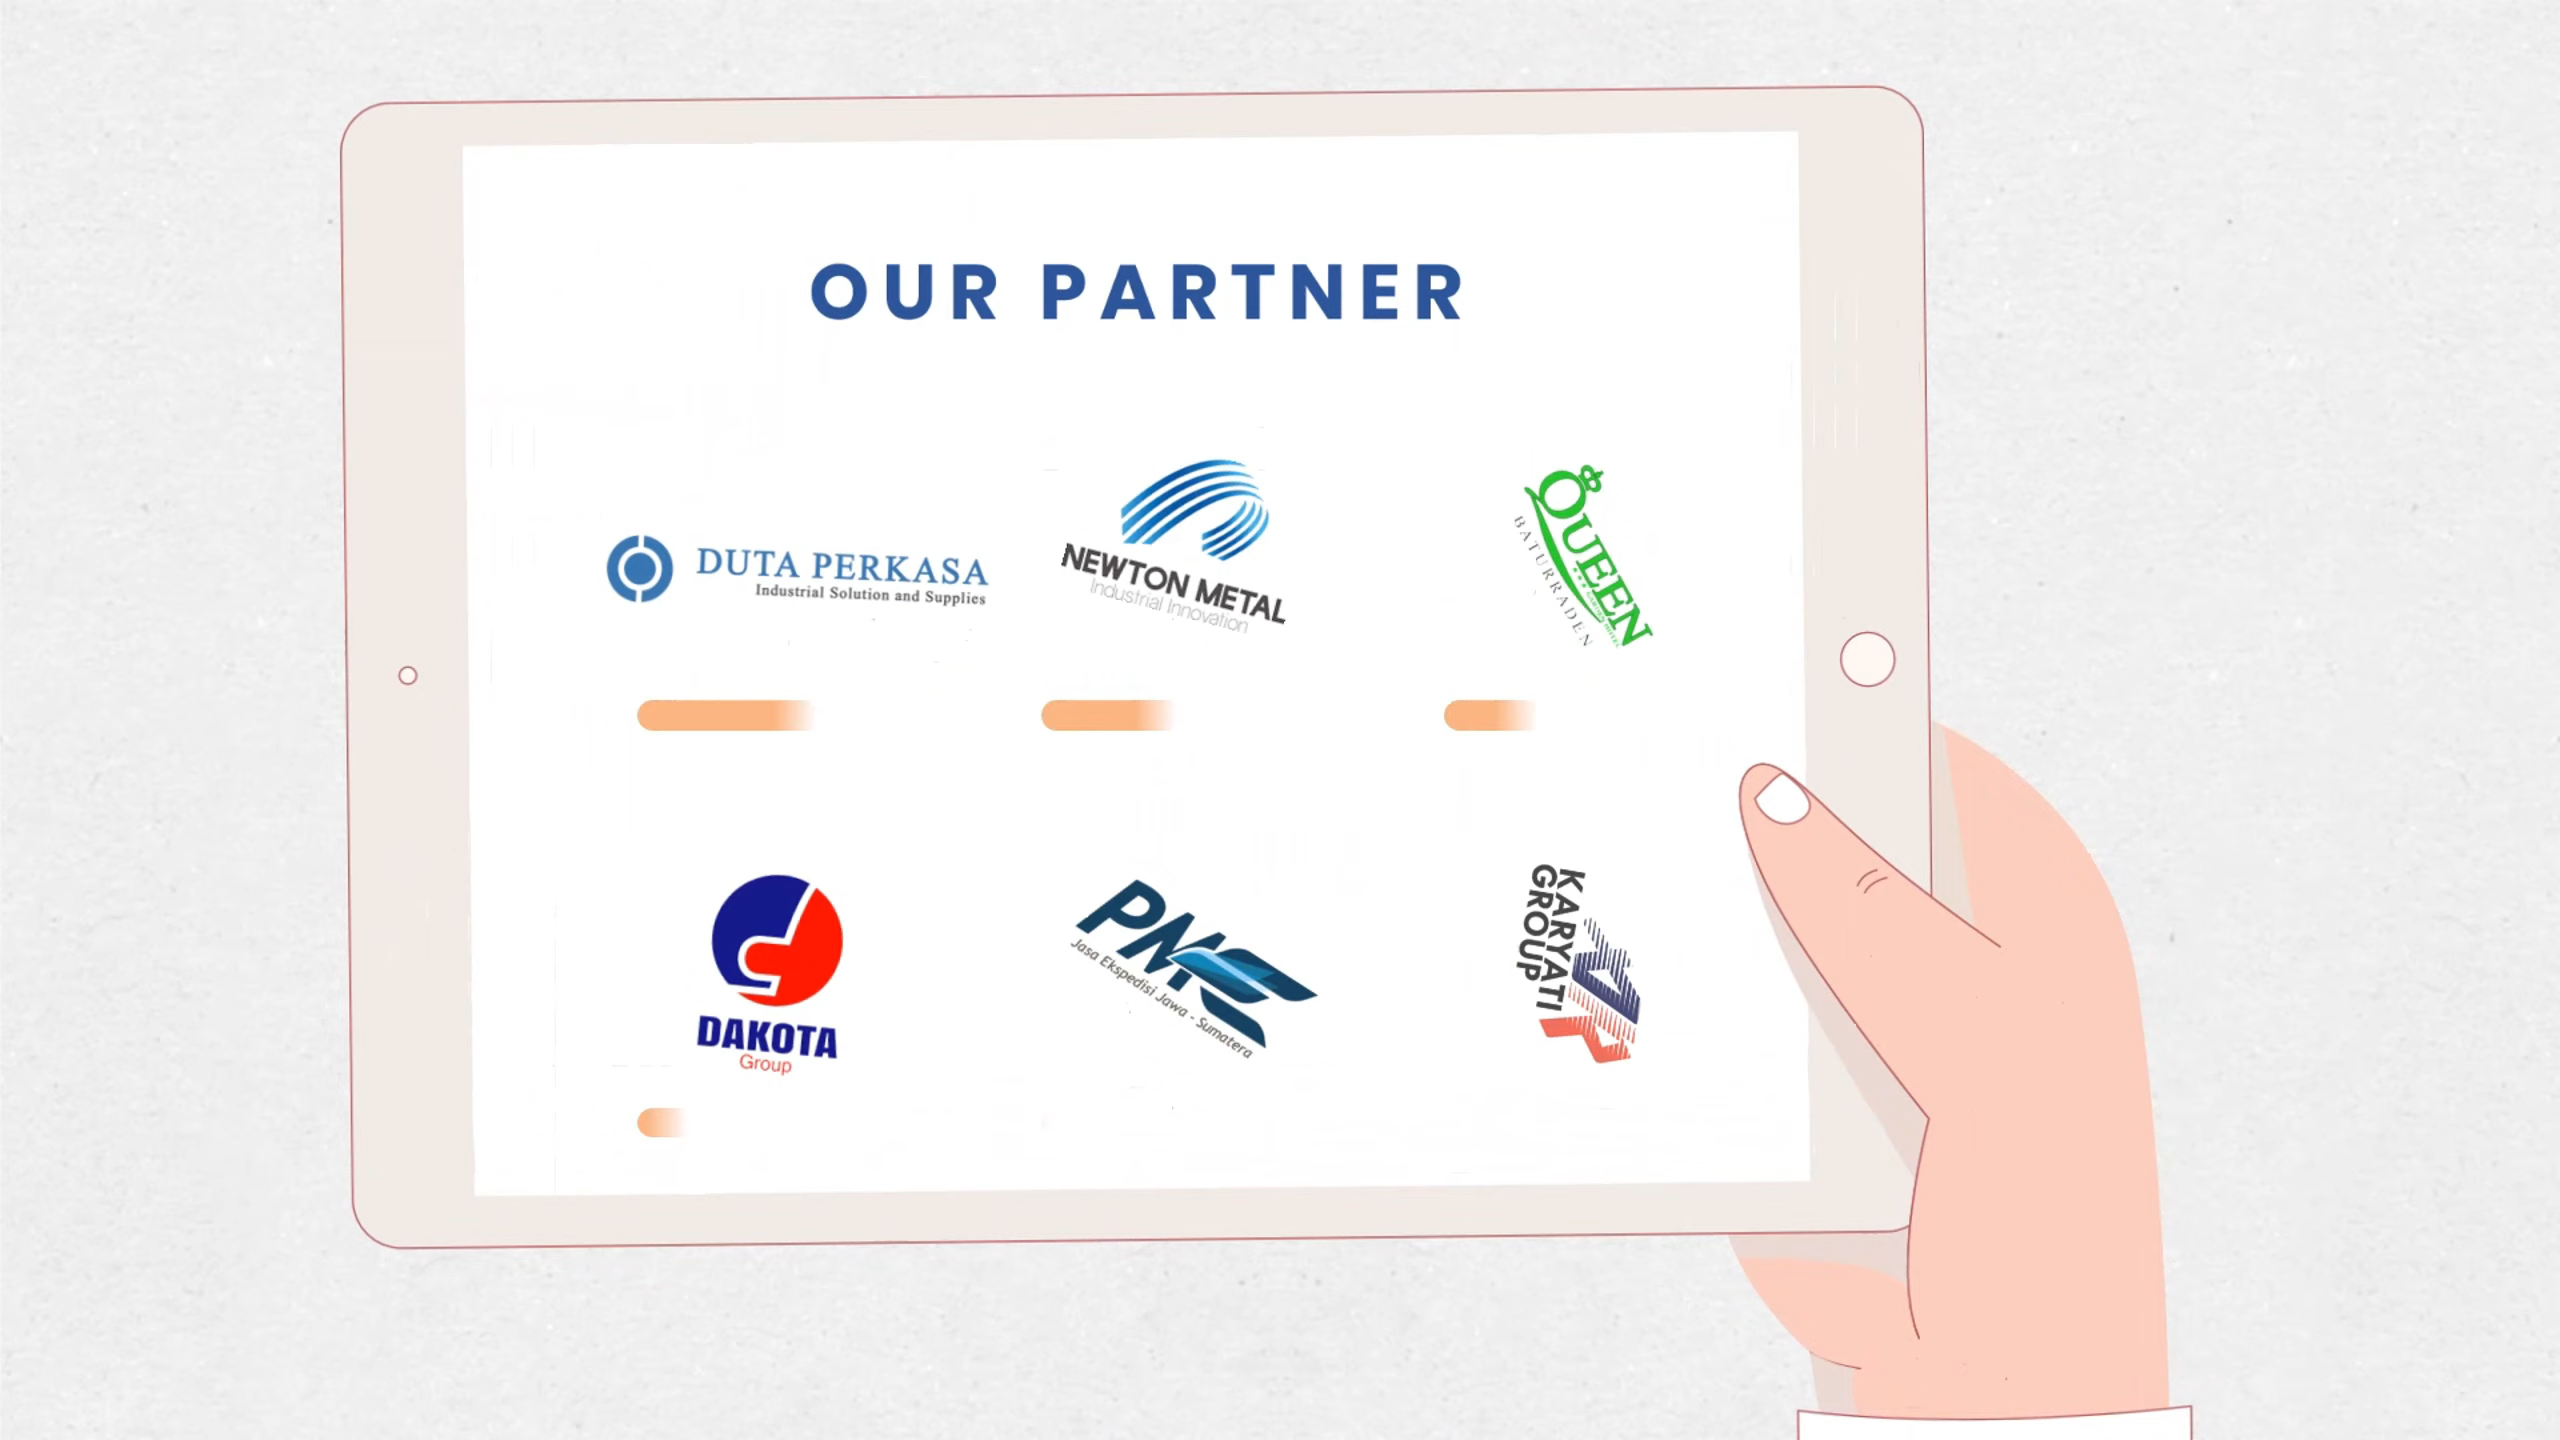 OUR PARTNER
DUTA PERKASA
Industrial Solution and Supplies
NEWTON METAL
Industrial Innovation
QUEEN
BATURRADEN
DAKOTA
Group
PME
Jasa Ekspedisi Jawa - Sumatera
KARYATI
GROUP